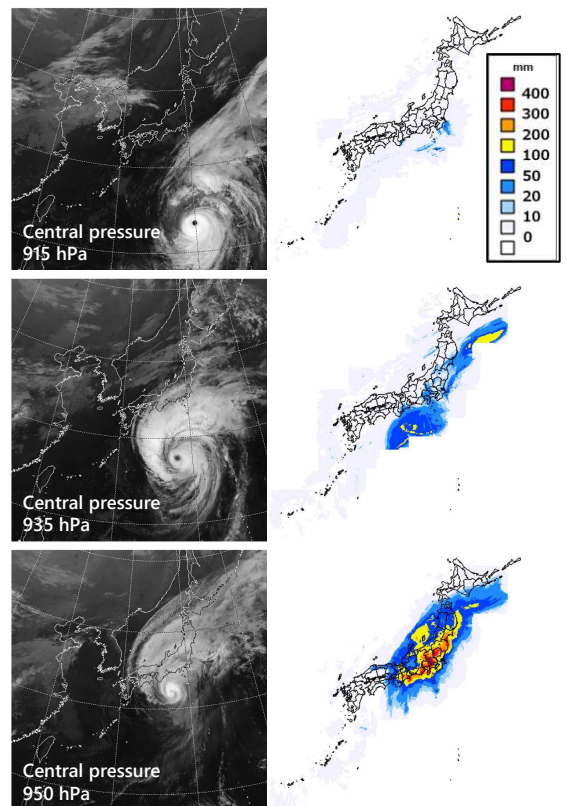 Central pressure
915 hPa
mm
400
300
200
100
50
20
10
0
Central pressure
935 hPa
Central pressure
950 hPa